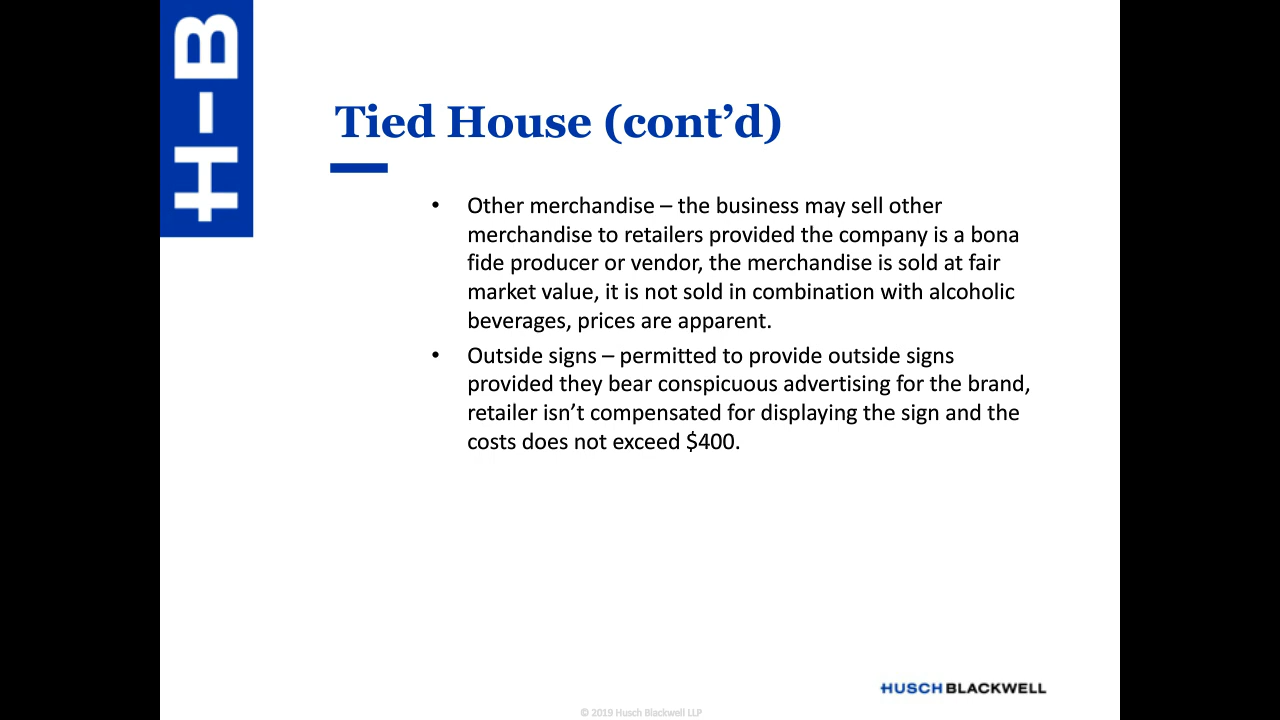 H-B
Tied House (cont’d)
• Other merchandise – the business may sell other
merchandise to retailers provided the company is a bona
fide producer or vendor, the merchandise is sold at fair
market value, it is not sold in combination with alcoholic
beverages, prices are apparent.
• Outside signs – permitted to provide outside signs
provided they bear conspicuous advertising for the brand,
retailer isn’t compensated for displaying the sign and the
costs does not exceed $400.
HUSCH BLACKWELL
© 2019 Husch Blackwell LLP